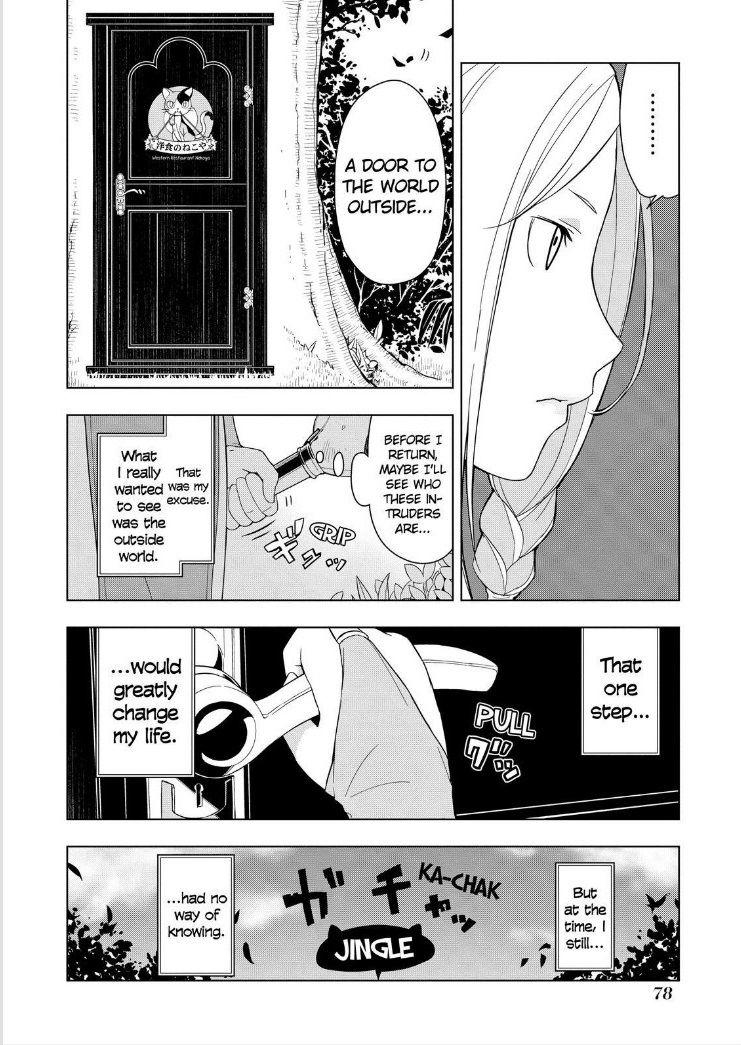 ………
A DOOR TO
THE WORLD
OUTSIDE...
洋食のねこや
Western Restaurant Nekoya
BEFORE I
RETURN,
MAYBE I'LL
SEE WHO
THESE IN-
TRUDERS
ARE...
GRIP
ギュッ
That
was my
excuse.
What
I really
wanted
to see
was the
outside
world.
That
one
step...
PULL
グッ
...would
greatly
change
my life.
But
at the
time, I
still...
KA-CHAK
ガチャッ
JINGLE
...had no
way of
knowing.
78